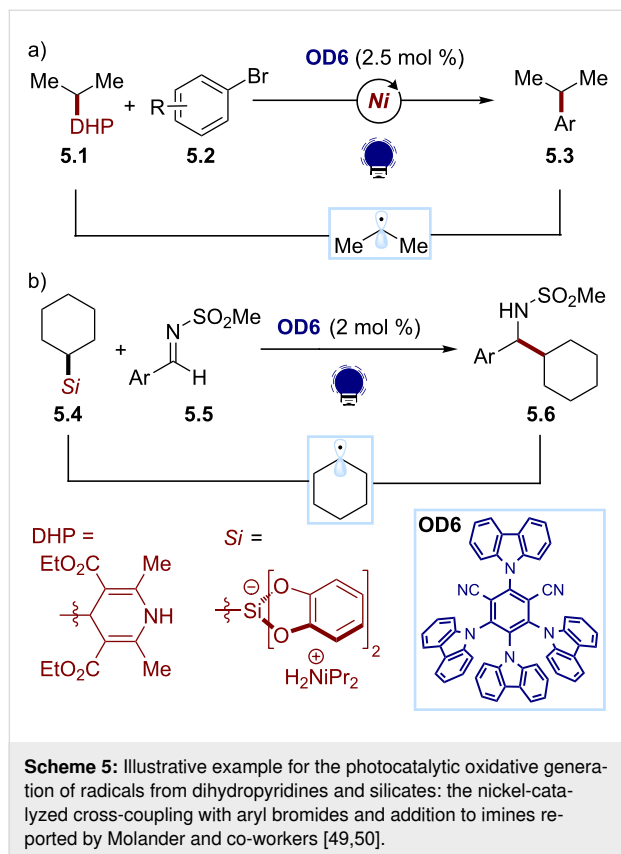 a)
Me Me
DHP
5.1
+
R
Br
5.2
OD6 (2.5 mol %)
Ni
Me Me
Ar
5.3
Me Me
b)
Si
5.4
+
N SO₂Me
Ar H
5.5
OD6 (2 mol %)
HN SO₂Me
Ar
5.6
DHP =
EtO₂C Me
NH
EtO₂C Me
Si =
⊖
Si O
O
2
⊕
H₂NiPr₂
OD6
N
CN CN
N N
N
Scheme 5: Illustrative example for the photocatalytic oxidative genera-
tion of radicals from dihydropyridines and silicates: the nickel-cata-
lyzed cross-coupling with aryl bromides and addition to imines re-
ported by Molander and co-workers [49,50].